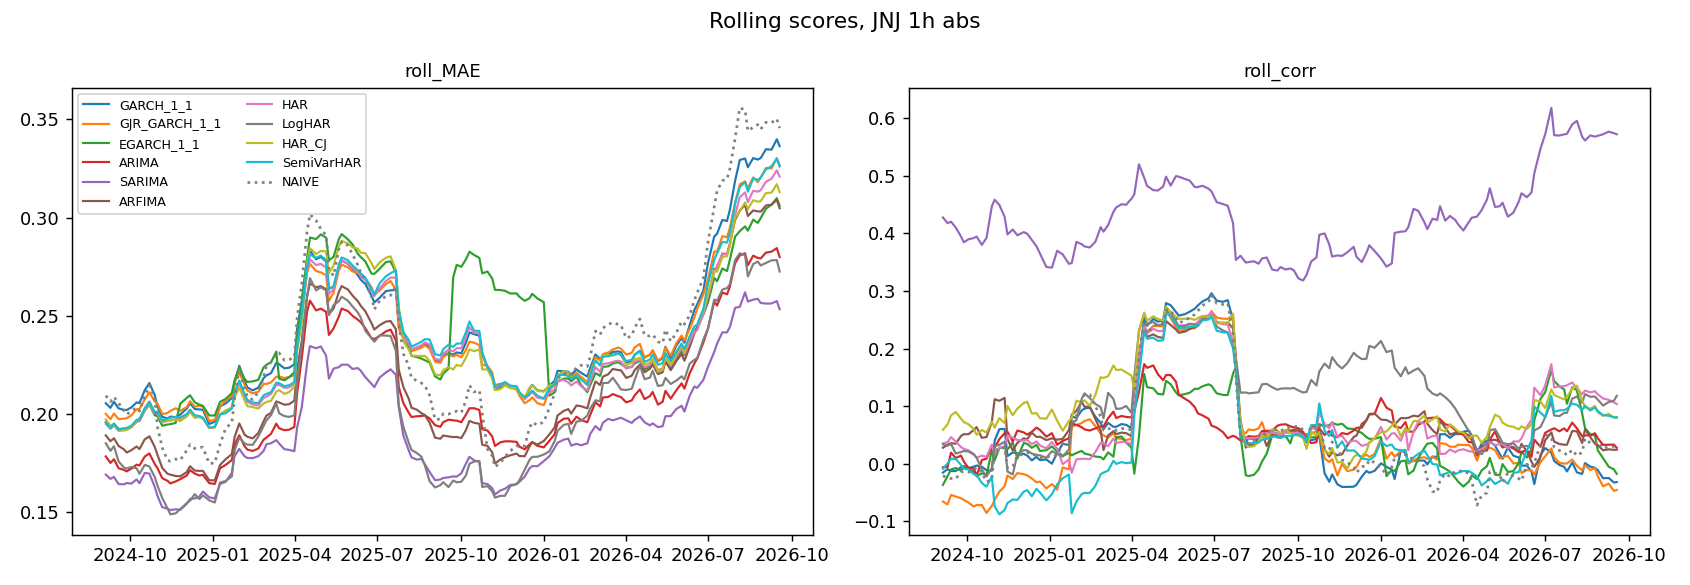 Rolling scores, JNJ 1h abs
roll_MAE
0.35
0.30
0.25
0.20
0.15
GARCH_1_1
GJR_GARCH_1_1
EGARCH_1_1
ARIMA
SARIMA
ARFIMA
HAR
LogHAR
HAR_CJ
SemiVarHAR
NAIVE
2024-10 2025-01 2025-04 2025-07 2025-10 2026-01 2026-04 2026-07 2026-10
roll_corr
0.6
0.5
0.4
0.3
0.2
0.1
0.0
−0.1
2024-10 2025-01 2025-04 2025-07 2025-10 2026-01 2026-04 2026-07 2026-10